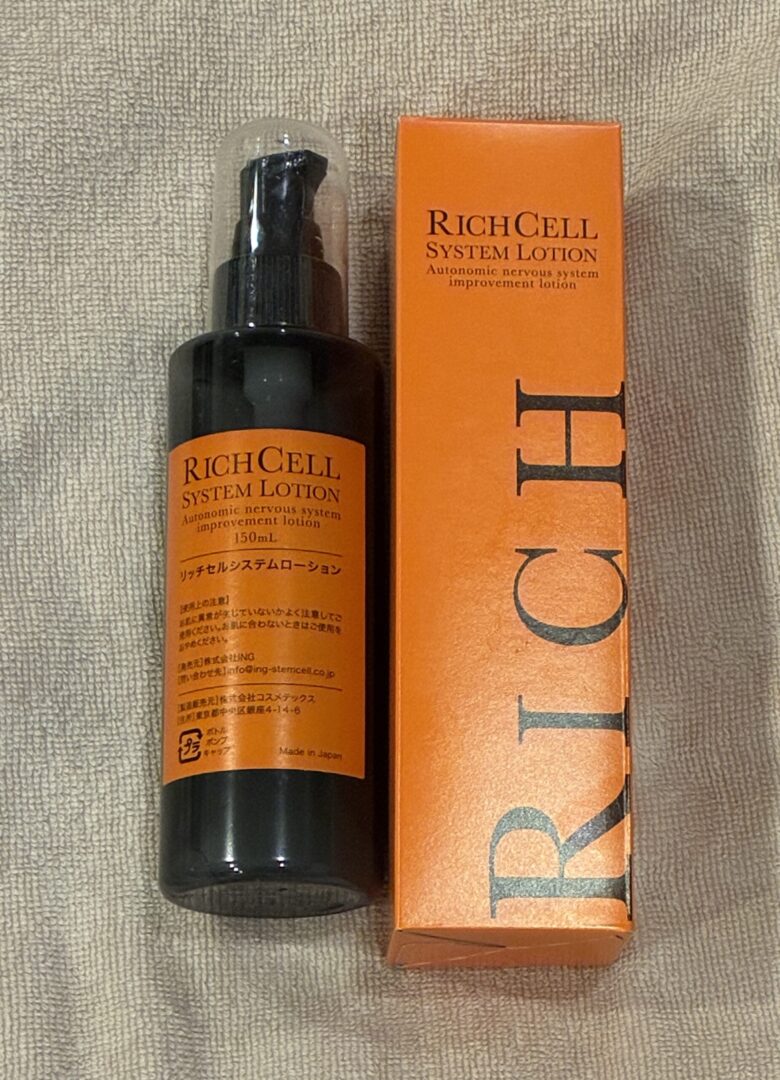 RICHCELL
SYSTEM LOTION
Autonomic nervous system
improvement lotion
150mL
リッチセルシステムローション
【使用上の注意】
お肌に異常が生じていないかよく注意してご
使用ください。お肌に合わないときはご使用を
おやめください。
【発売元】株式会社ING
【問い合わせ先】info@ing-stemcell.co.jp
【製造販売元】株式会社コスメテックス
【住所】東京都中央区銀座4-14-6
プラ
ボトル
ポンプ
キャップ
Made in Japan
RICHCELL
SYSTEM LOTION
Autonomic nervous system
improvement lotion
RICH